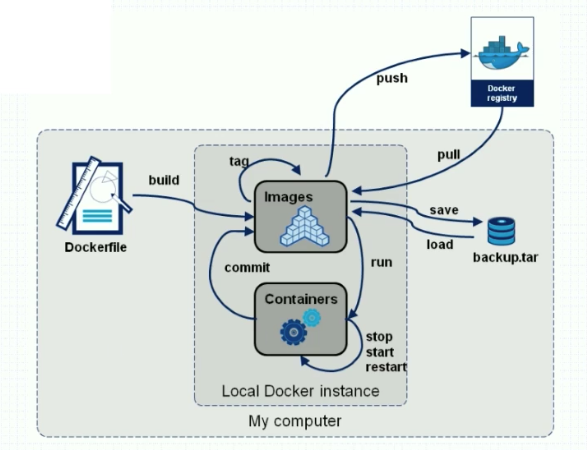 push
Docker
registry
pull
tag
build
Images
save
load
Dockerfile
backup.tar
commit
run
Containers
stop
start
restart
Local Docker instance
My computer